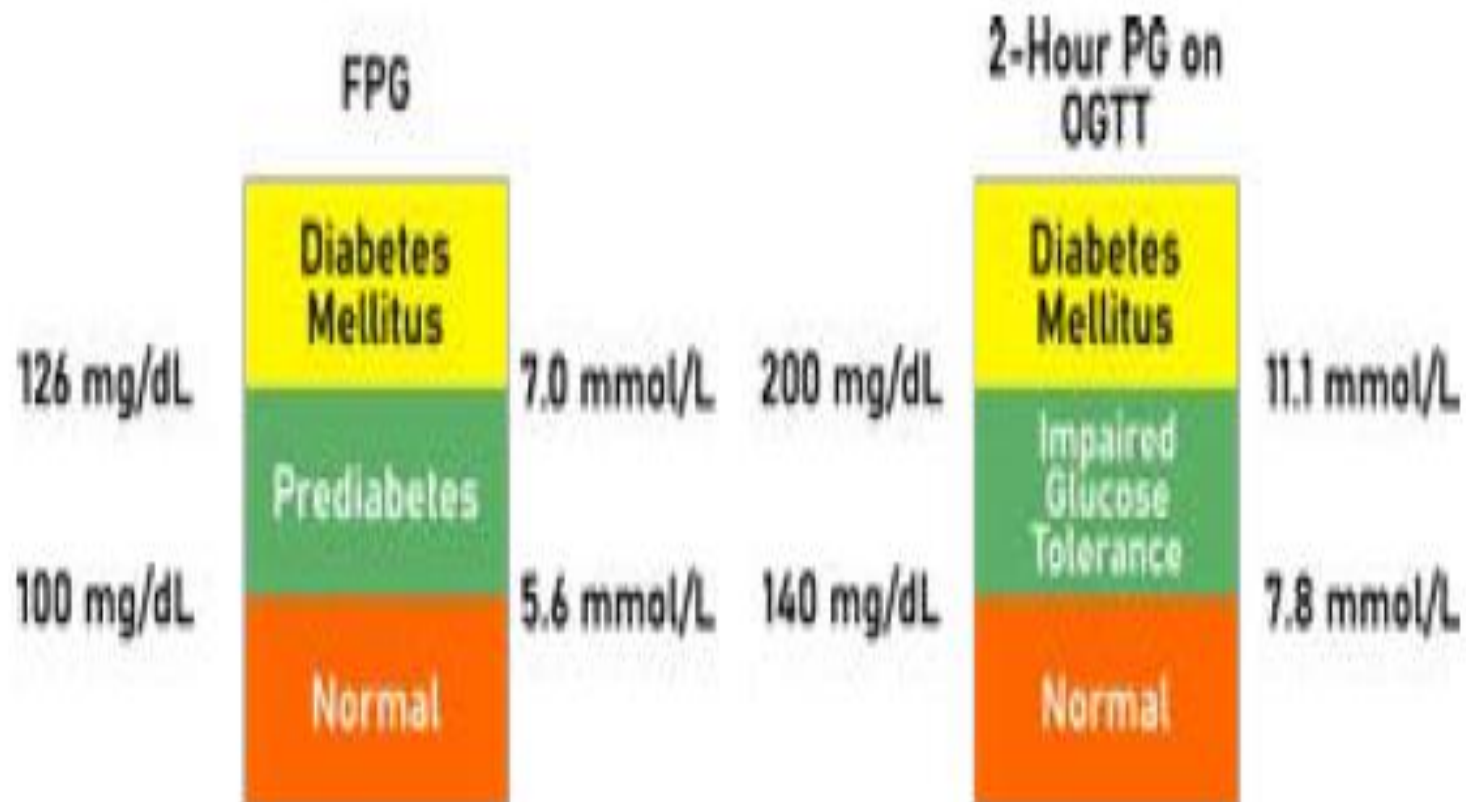 FPG
Diabetes
Mellitus
126 mg/dL
7.0 mmol/L
Prediabetes
100 mg/dL
5.6 mmol/L
Normal
2-Hour PG on
OGTT
Diabetes
Mellitus
200 mg/dL
11.1 mmol/L
Impaired
Glucose
Tolerance
140 mg/dL
7.8 mmol/L
Normal